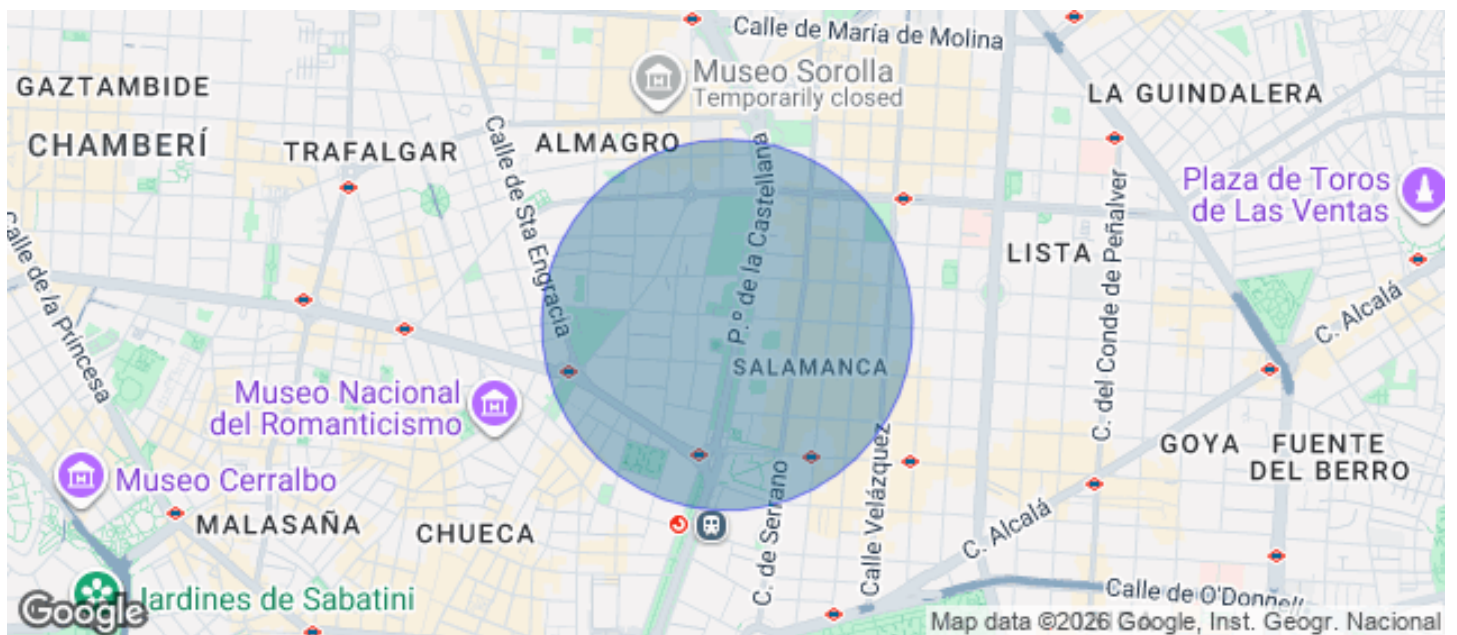 Calle de María de Molina
Museo Sorolla
Temporarily closed
GAZTAMBIDE
LA GUINDALERA
CHAMBERÍ
TRAFALGAR
ALMAGRO
Calle de Sta Engracia
P.º de la Castellana
Plaza de Toros
de Las Ventas
C. del Conde de Peñalver
LISTA
Calle de la Princesa
C. Alcalá
SALAMANCA
Museo Nacional
del Romanticismo
Calle Velázquez
GOYA
FUENTE
DEL BERRO
Museo Cerralbo
C. de Serrano
MALASAÑA
CHUECA
C. Alcalá
Calle de O'Donnell
Jardines de Sabatini
Google
Map data ©2026 Google, Inst. Geogr. Nacional